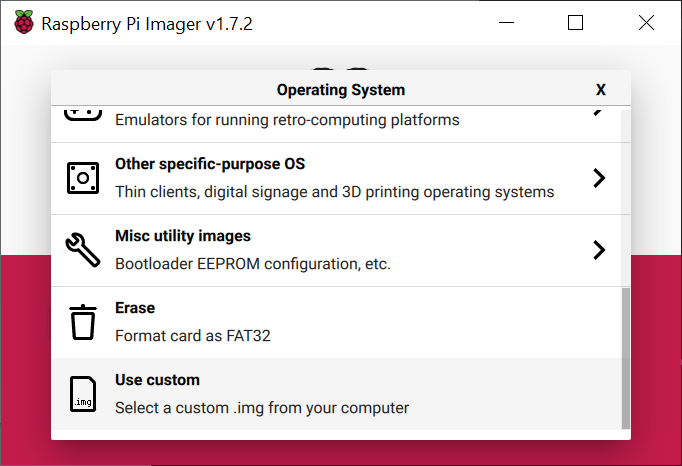 Raspberry Pi Imager v1.7.2
Operating System X
Emulators for running retro-computing platforms
Other specific-purpose OS
Thin clients, digital signage and 3D printing operating systems
Misc utility images
Bootloader EEPROM configuration, etc.
Erase
Format card as FAT32
Use custom
.img
Select a custom .img from your computer